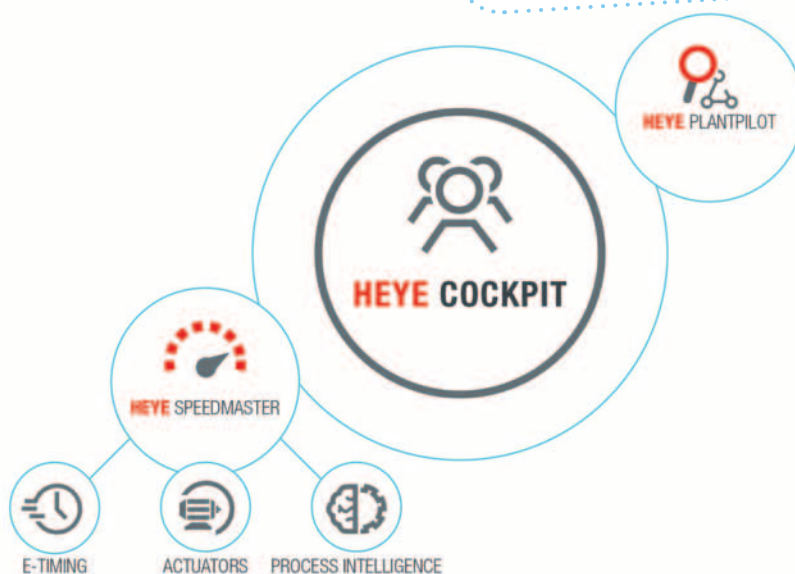 HEYE PLANTPILOT
HEYE COCKPIT
HEYE SPEEDMASTER
E-TIMING
ACTUATORS
PROCESS INTELLIGENCE